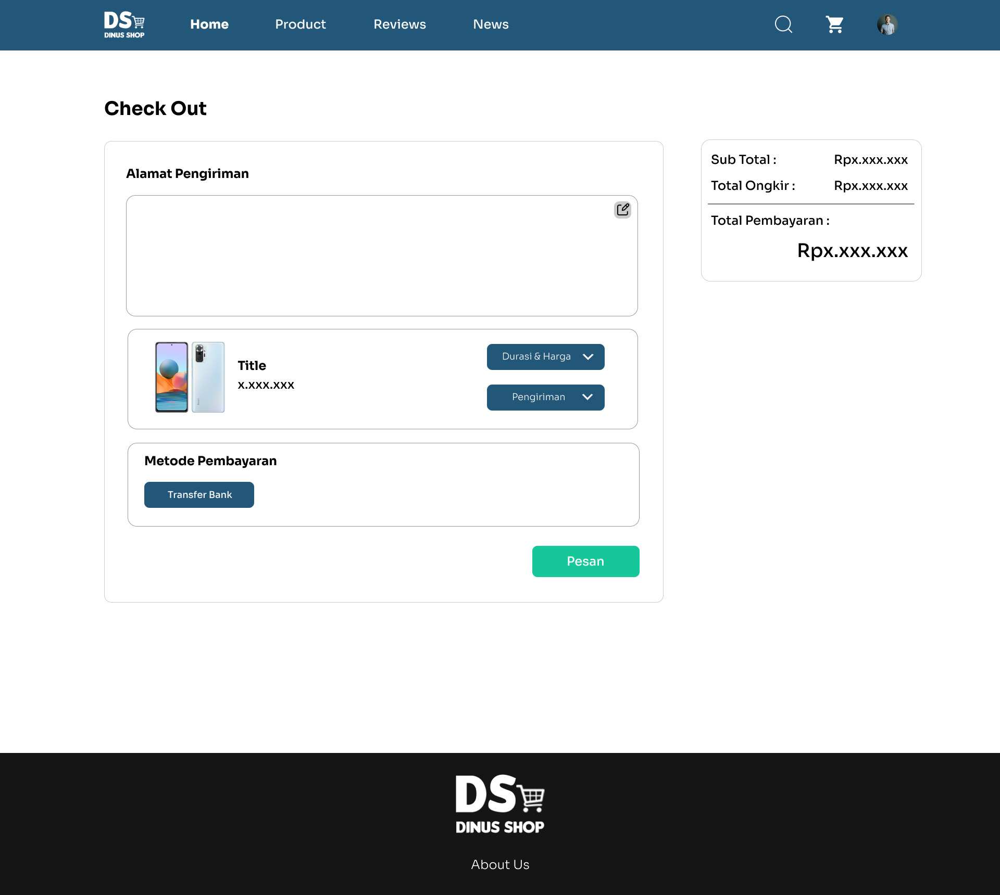 DS
DINUS SHOP
Home
Product
Reviews
News
Check Out
Alamat Pengiriman
Sub Total :
Rpx.xxx.xxx
Total Ongkir :
Rpx.xxx.xxx
Total Pembayaran :
Rpx.xxx.xxx
Title
x.xxx.xxx
Durasi & Harga
Pengiriman
Metode Pembayaran
Transfer Bank
Pesan
DS
DINUS SHOP
About Us